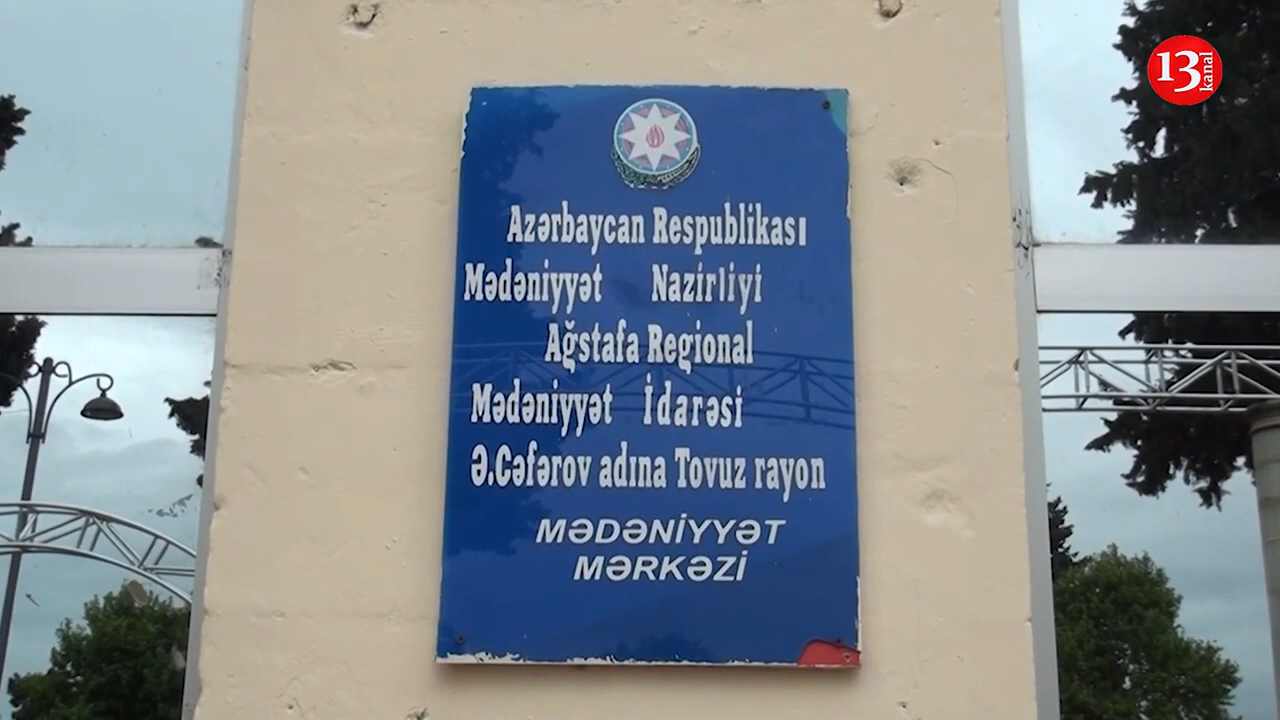 13 kanal
Azərbaycan Respublikası
Mədəniyyət Nazirliyi
Ağstafa Regional
Mədəniyyət İdarəsi
Ə.Cəfərov adına Tovuz rayon
MƏDƏNİYYƏT
MƏRKƏZİ